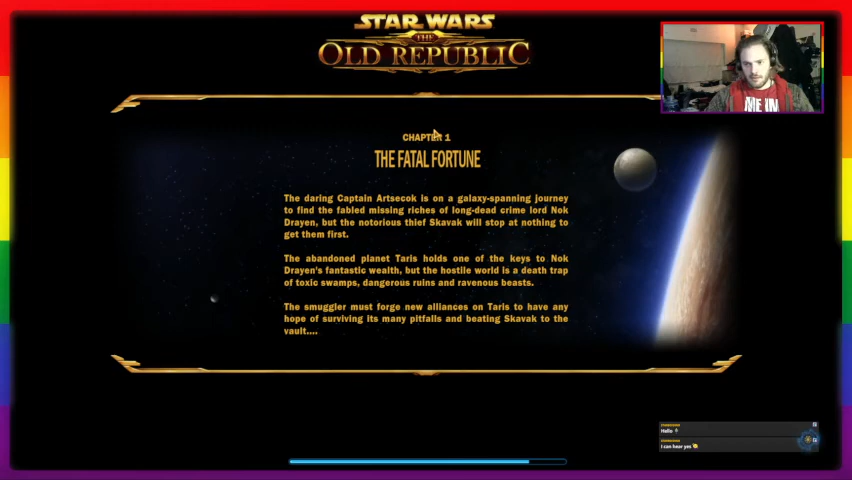 STAR WARS
THE
OLD REPUBLIC
CHAPTER 1
THE FATAL FORTUNE
The daring Captain Artsecok is on a galaxy-spanning journey
to find the fabled missing riches of long-dead crime lord Nok
Drayen, but the notorious thief Skavak will stop at nothing to
get them first.
The abandoned planet Taris holds one of the keys to Nok
Drayen's fantastic wealth, but the hostile world is a death trap
of toxic swamps, dangerous ruins and ravenous beasts.
The smuggler must forge new alliances on Taris to have any
hope of surviving its many pitfalls and beating Skavak to the
vault....
ME IN
Hello
I can hear yes